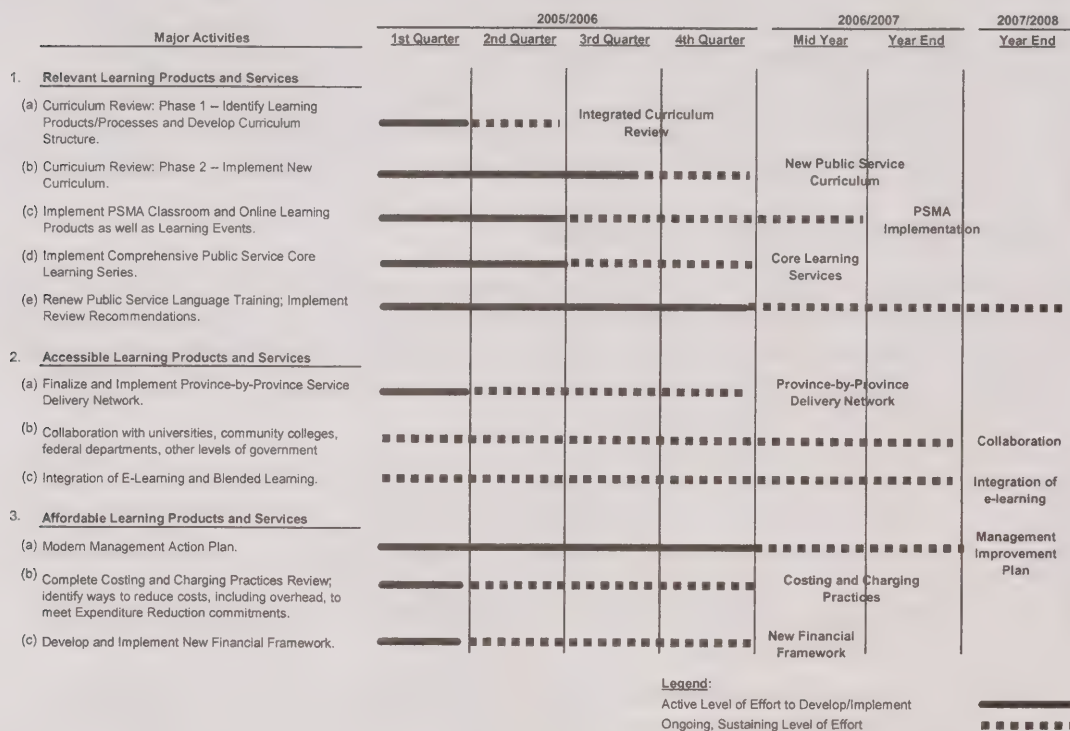 2005/2006 2006/2007 2007/2008
Major Activities 1st Quarter 2nd Quarter 3rd Quarter 4th Quarter Mid Year Year End Year End
1. Relevant Learning Products and Services
(a) Curriculum Review: Phase 1 – Identify Learning
Products/Processes and Develop Curriculum
Structure.
Integrated Curriculum
Review
(b) Curriculum Review: Phase 2 – Implement New
Curriculum.
New Public Service
Curriculum
(c) Implement PSMA Classroom and Online Learning
Products as well as Learning Events.
PSMA
Implementation
(d) Implement Comprehensive Public Service Core
Learning Series.
Core Learning
Services
(e) Renew Public Service Language Training; Implement
Review Recommendations.
2. Accessible Learning Products and Services
(a) Finalize and Implement Province-by-Province Service
Delivery Network.
Province-by-Province
Delivery Network
(b) Collaboration with universities, community colleges,
federal departments, other levels of government
Collaboration
(c) Integration of E-Learning and Blended Learning.
Integration of
e-learning
3. Affordable Learning Products and Services
(a) Modern Management Action Plan.
Management
Improvement
Plan
(b) Complete Costing and Charging Practices Review;
identify ways to reduce costs, including overhead, to
meet Expenditure Reduction commitments.
Costing and Charging
Practices
(c) Develop and Implement New Financial Framework.
New Financial
Framework
Legend:
Active Level of Effort to Develop/Implement
Ongoing, Sustaining Level of Effort